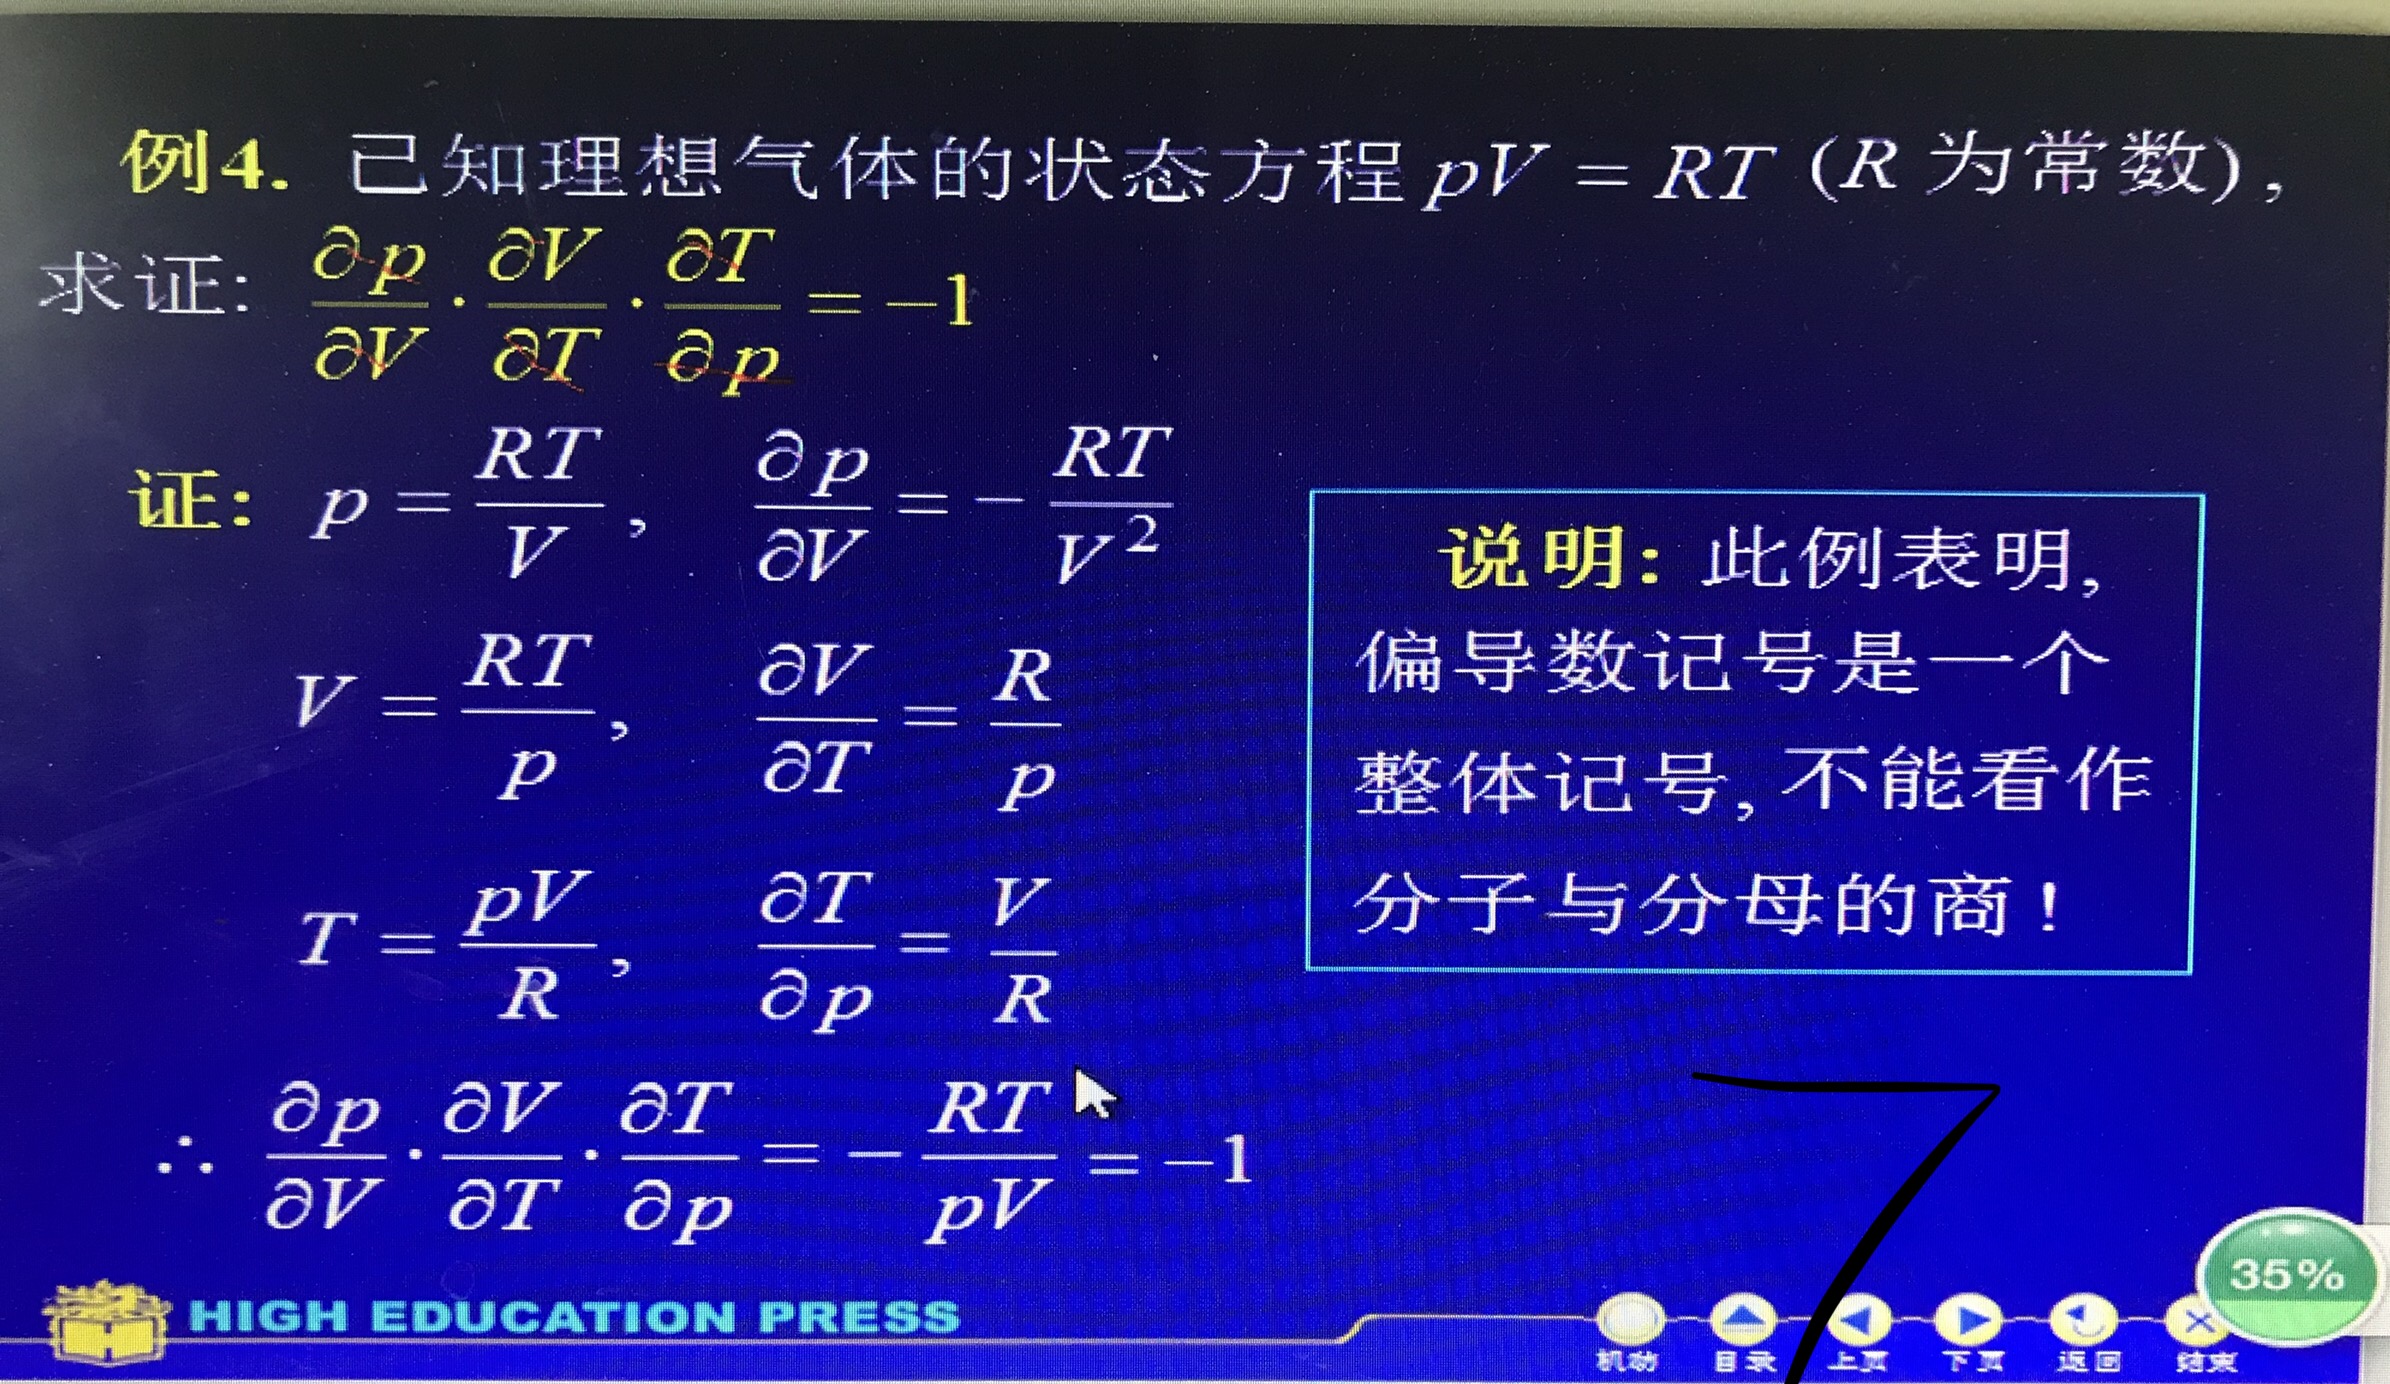 例4. 已知理想气体的状态方程 pV = RT (R 为常数),
求证: ∂p/∂V · ∂V/∂T · ∂T/∂p = −1
证: p = RT/V , ∂p/∂V = − RT/V²
V = RT/p , ∂V/∂T = R/p
T = pV/R , ∂T/∂p = V/R
∴ ∂p/∂V · ∂V/∂T · ∂T/∂p = − RT/pV = −1
说明: 此例表明,
偏导数记号是一个
整体记号, 不能看作
分子与分母的商 !
7
35%
HIGH EDUCATION PRESS
机动 目录 上页 下页 返回 结束